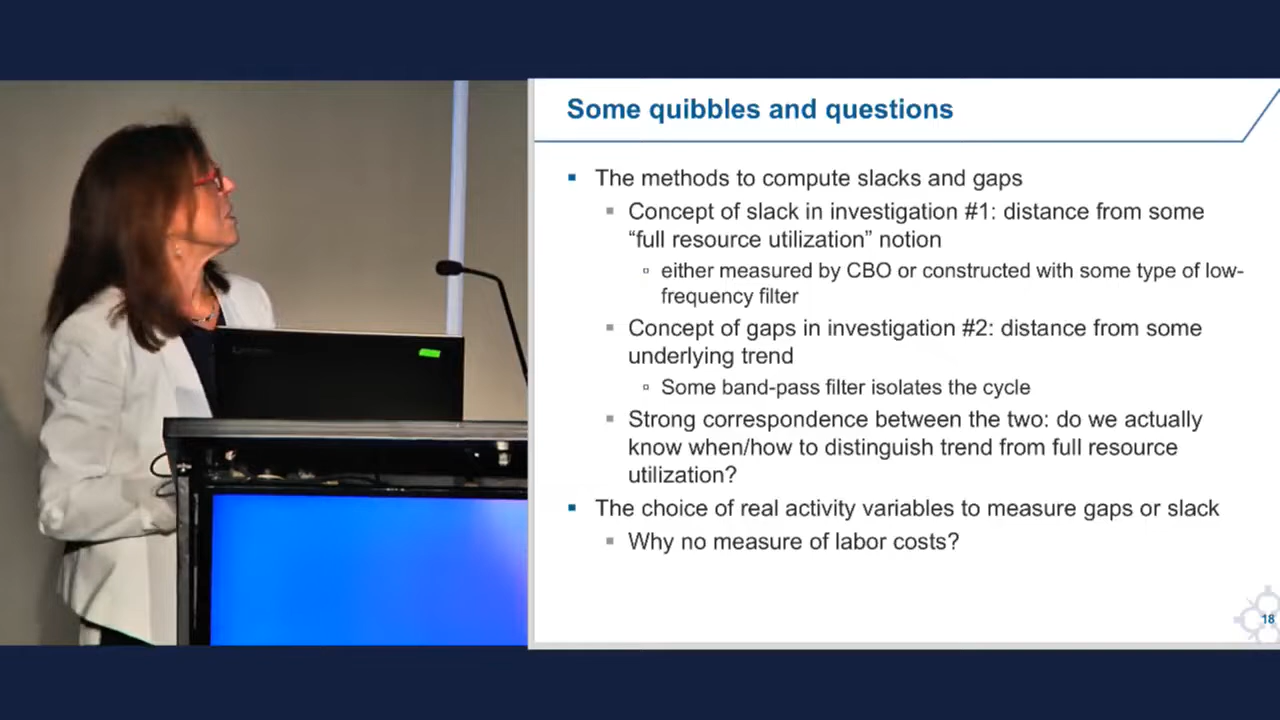 Some quibbles and questions
▪ The methods to compute slacks and gaps
▪ Concept of slack in investigation #1: distance from some
“full resource utilization” notion
▫ either measured by CBO or constructed with some type of low-
frequency filter
▪ Concept of gaps in investigation #2: distance from some
underlying trend
▫ Some band-pass filter isolates the cycle
▪ Strong correspondence between the two: do we actually
know when/how to distinguish trend from full resource
utilization?
▪ The choice of real activity variables to measure gaps or slack
▪ Why no measure of labor costs?
18